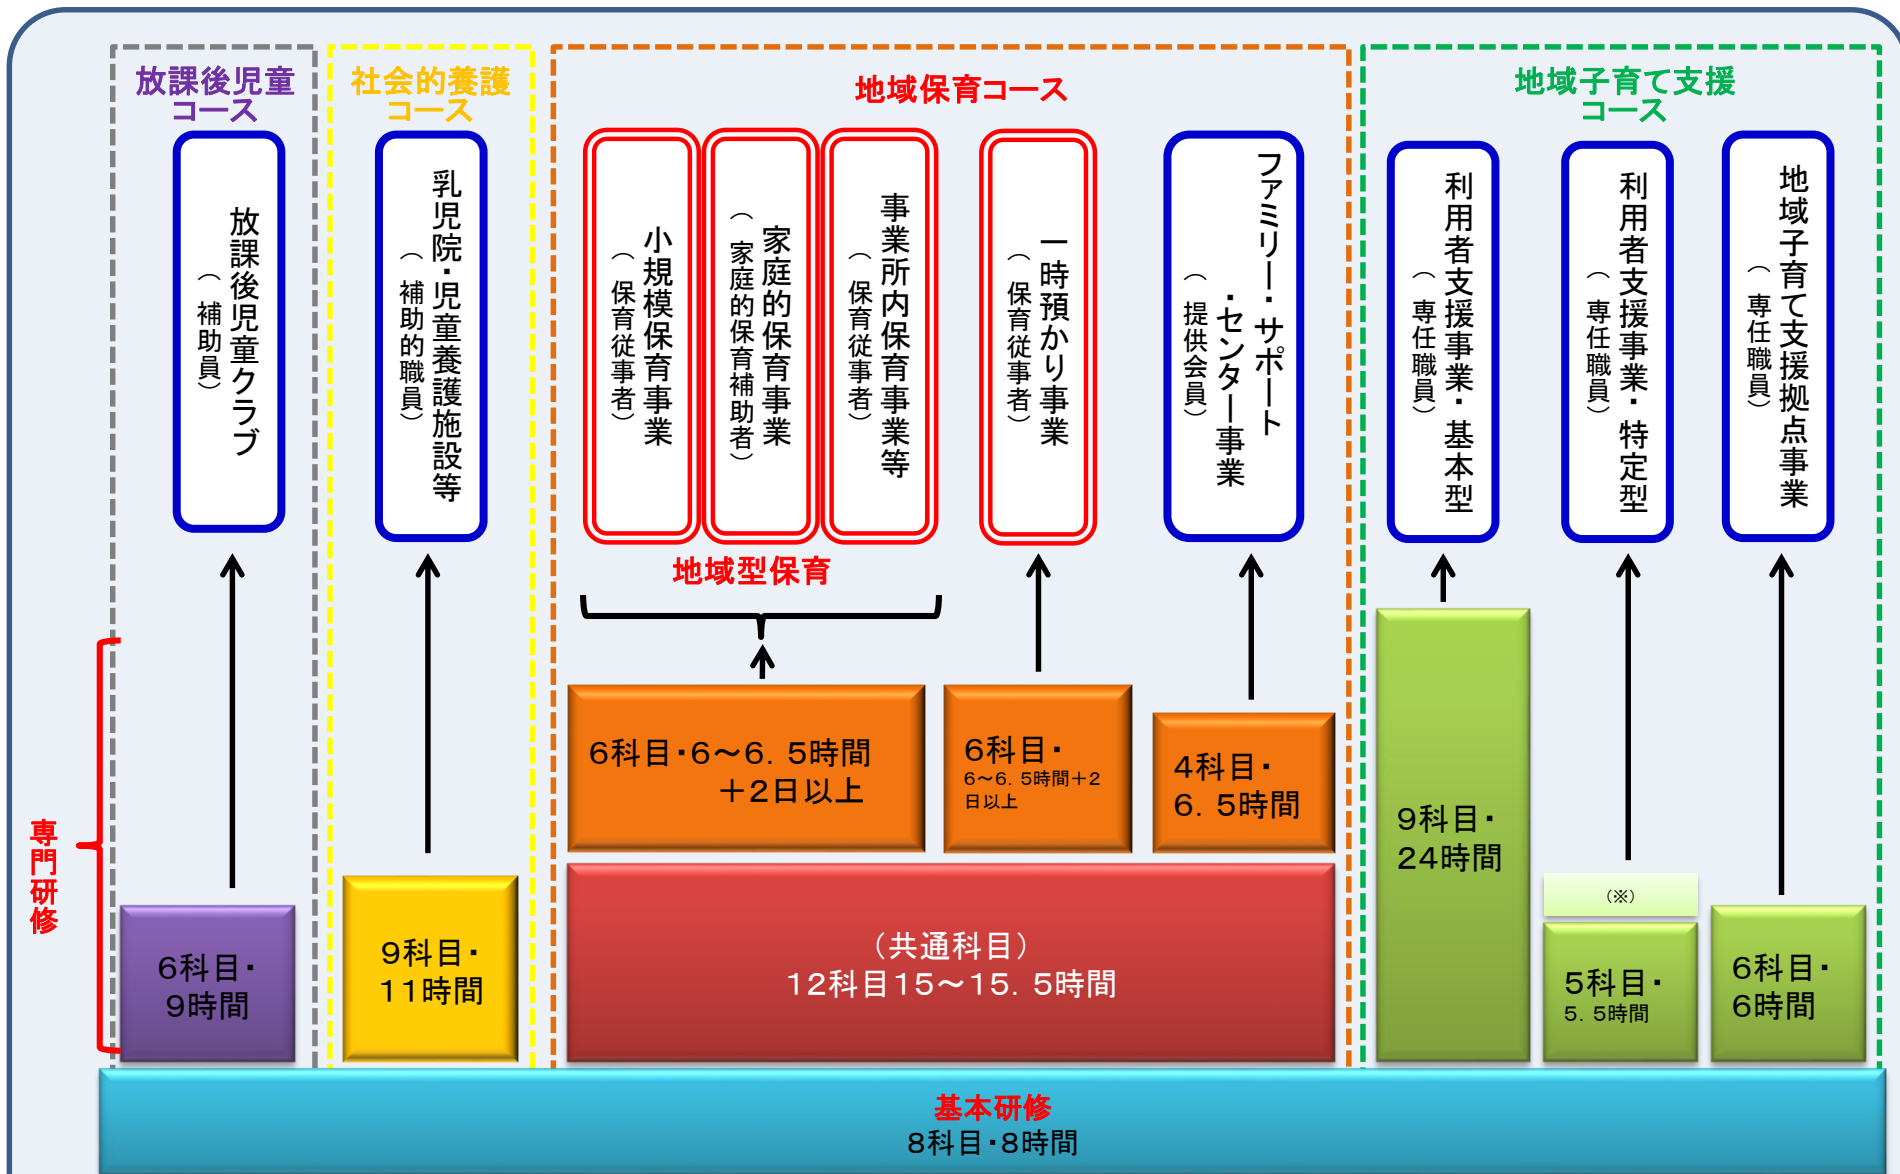 放課後児童
コース
社会的養護
コース
地域保育コース
地域子育て支援
コース
放課後児童クラブ
（補助員）
乳児院・児童養護施設等
（補助的職員）
小規模保育事業
（保育従事者）
家庭的保育事業
（家庭的保育補助者）
事業所内保育事業等
（保育従事者）
一時預かり事業
（保育従事者）
ファミリー・サポート
・センター事業
（提供会員）
利用者支援事業・基本型
（専任職員）
利用者支援事業・特定型
（専任職員）
地域子育て支援拠点事業
（専任職員）
地域型保育
専門研修
6科目・
9時間
9科目・
11時間
6科目・6～6．5時間
＋2日以上
6科目・
6～6．5時間＋2
日以上
4科目・
6．5時間
（共通科目）
12科目15～15．5時間
9科目・
24時間
（※）
5科目・
5．5時間
6科目・
6時間
基本研修
8科目・8時間